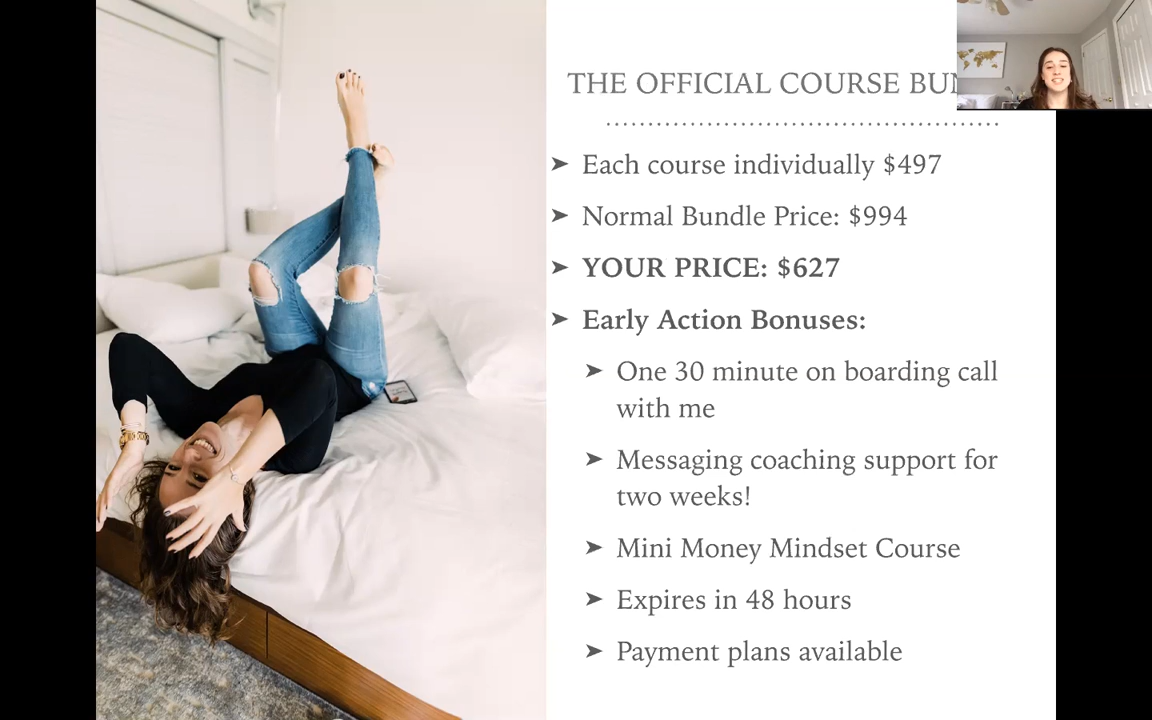 THE OFFICIAL COURSE
➤ Each course individually $497
➤ Normal Bundle Price: $994
➤ YOUR PRICE: $627
➤ Early Action Bonuses:
➤ One 30 minute on boarding call
with me
➤ Messaging coaching support for
two weeks!
➤ Mini Money Mindset Course
➤ Expires in 48 hours
➤ Payment plans available